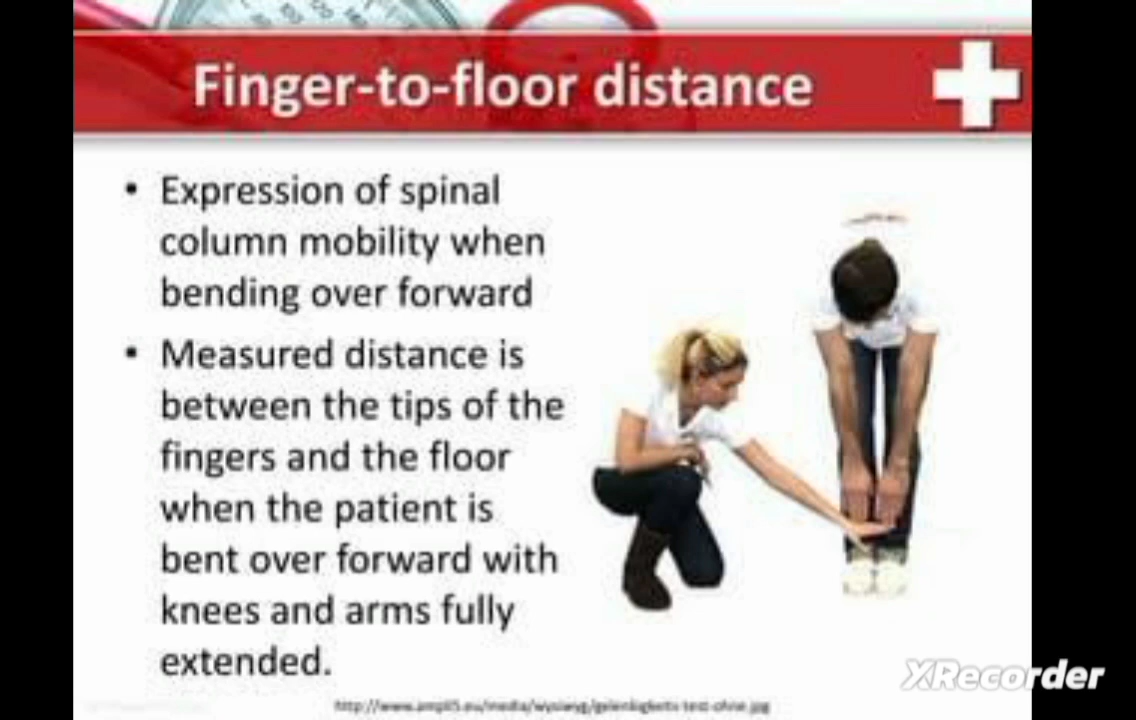 Finger-to-floor distance
• Expression of spinal
column mobility when
bending over forward
• Measured distance is
between the tips of the
fingers and the floor
when the patient is
bent over forward with
knees and arms fully
extended.
XRecorder